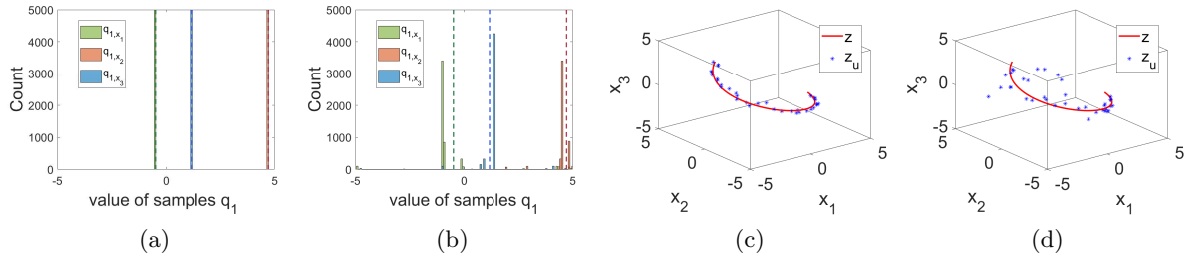 5000
4000
3000
2000
1000
0
Count
q1,x1
q1,x2
q1,x3
-5 0 5
value of samples q1
(a)
5000
4000
3000
2000
1000
0
Count
q1,x1
q1,x2
q1,x3
-5 0 5
value of samples q1
(b)
5
0
-5
x3
z
zu
5
0
-5
x2
-5
0
5
x1
(c)
5
0
-5
x3
z
zu
5
0
-5
x2
-5
0
5
x1
(d)